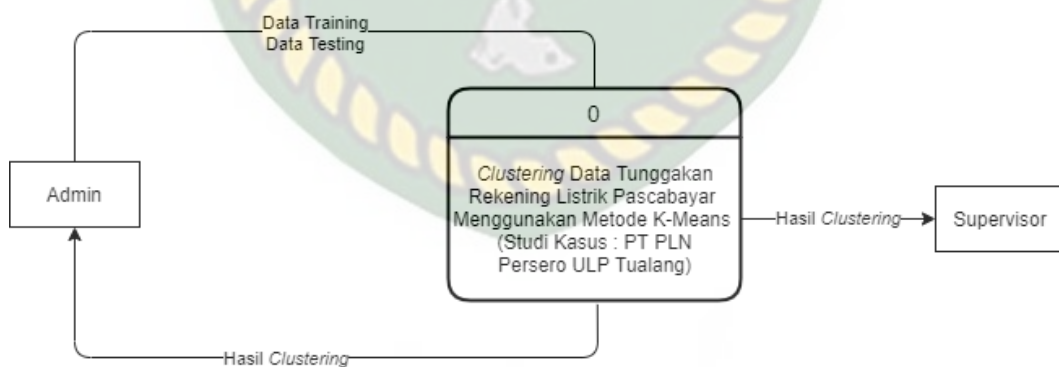 Data Training
Data Testing
0
Admin
Clustering Data Tunggakan
Rekening Listrik Pascabayar
Menggunakan Metode K-Means
(Studi Kasus : PT PLN
Persero ULP Tualang)
Hasil Clustering
Supervisor
Hasil Clustering